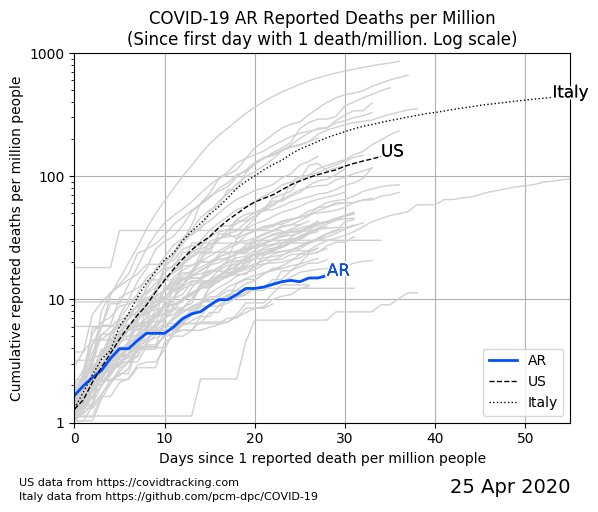 COVID-19 AR Reported Deaths per Million
(Since first day with 1 death/million. Log scale)
Cumulative reported deaths per million people
1000
100
10
1
Italy
US
AR
AR
US
Italy
0
10
20
30
40
50
Days since 1 reported death per million people
US data from https://covidtracking.com
Italy data from https://github.com/pcm-dpc/COVID-19
25 Apr 2020